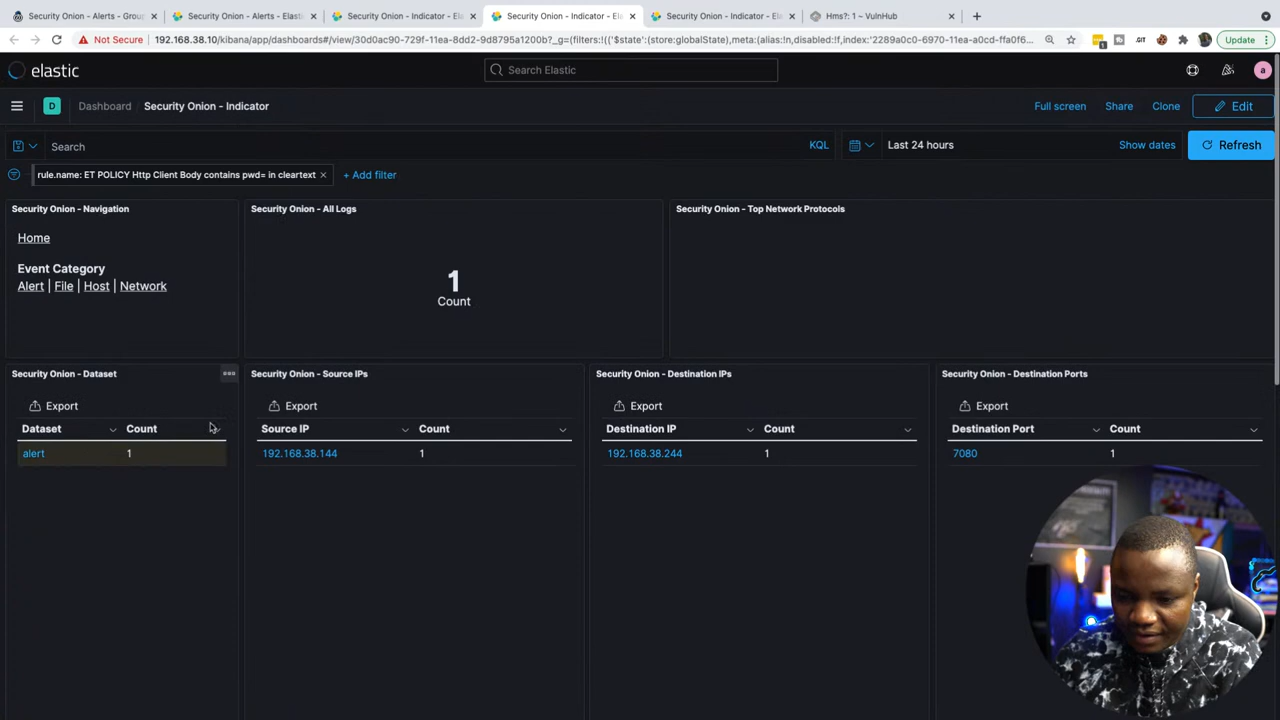 Security Onion - Alerts - Grou
Security Onion - Alerts - Elasti
Security Onion - Indicator - Ela
Security Onion - Indicator - Ela
Security Onion - Indicator - Ela
Hms?: 1 ~ VulnHub
Not Secure
192.168.38.10/kibana/app/dashboards#/view/30d0ac90-729f-11ea-8dd2-9d8795a1200b?_g=(filters:!(('$state':(store:globalState),meta:(alias:!n,disabled:!f,index:'2289a0c0-6970-11ea-a0cd-ffa0f6...
.GIT
Update
elastic
Search Elastic
a
D
Dashboard
Security Onion - Indicator
Full screen
Share
Clone
Edit
Search
KQL
Last 24 hours
Show dates
Refresh
rule.name: ET POLICY Http Client Body contains pwd= in cleartext
+ Add filter
Security Onion - Navigation
Home
Event Category
Alert | File | Host | Network
Security Onion - All Logs
1
Count
Security Onion - Top Network Protocols
Security Onion - Dataset
Export
Dataset Count
alert 1
Security Onion - Source IPs
Export
Source IP Count
192.168.38.144 1
Security Onion - Destination IPs
Export
Destination IP Count
192.168.38.244 1
Security Onion - Destination Ports
Export
Destination Port Count
7080 1